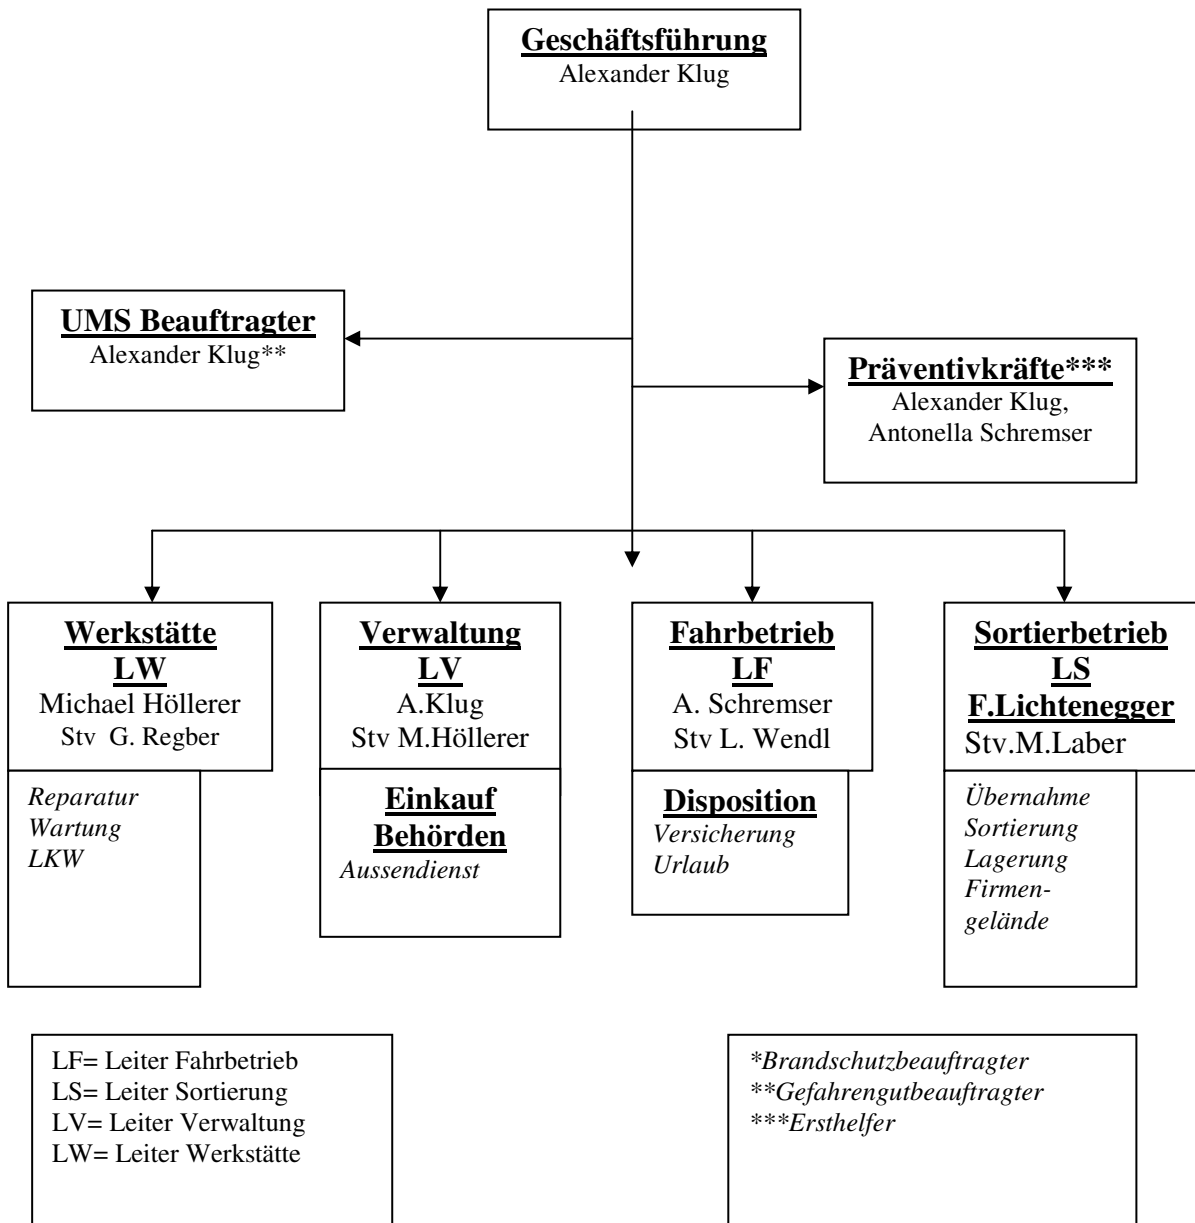 Geschäftsführung
Alexander Klug
UMS Beauftragter
Alexander Klug**
Präventivkräfte***
Alexander Klug,
Antonella Schremser
Werkstätte
LW
Michael Höllerer
Stv  G. Regber
Reparatur
Wartung
LKW
Verwaltung
LV
A.Klug
Stv M.Höllerer
Einkauf
Behörden
Aussendienst
Fahrbetrieb
LF
A. Schremser
Stv L. Wendl
Disposition
Versicherung
Urlaub
Sortierbetrieb
LS
F.Lichtenegger
Stv.M.Laber
Übernahme
Sortierung
Lagerung
Firmen-
gelände
LF= Leiter Fahrbetrieb
LS= Leiter Sortierung
LV= Leiter Verwaltung
LW= Leiter Werkstätte
*Brandschutzbeauftragter
**Gefahrengutbeauftragter
***Ersthelfer